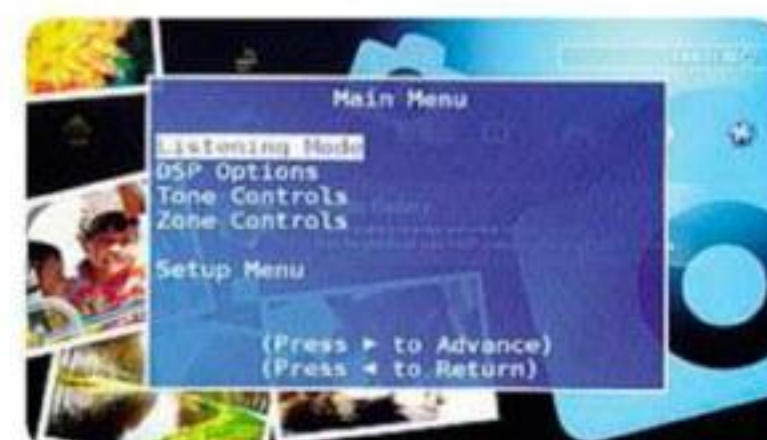 Main Menu
Listening Mode
DSP Options
Tone Controls
Zone Controls
Setup Menu
(Press ► to Advance)
(Press ◄ to Return)